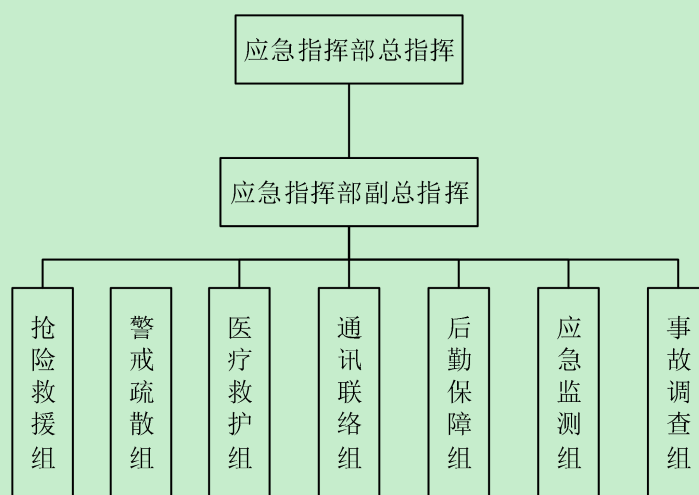 应急指挥部总指挥
应急指挥部副总指挥
抢险救援组
警戒疏散组
医疗救护组
通讯联络组
后勤保障组
应急监测组
事故调查组